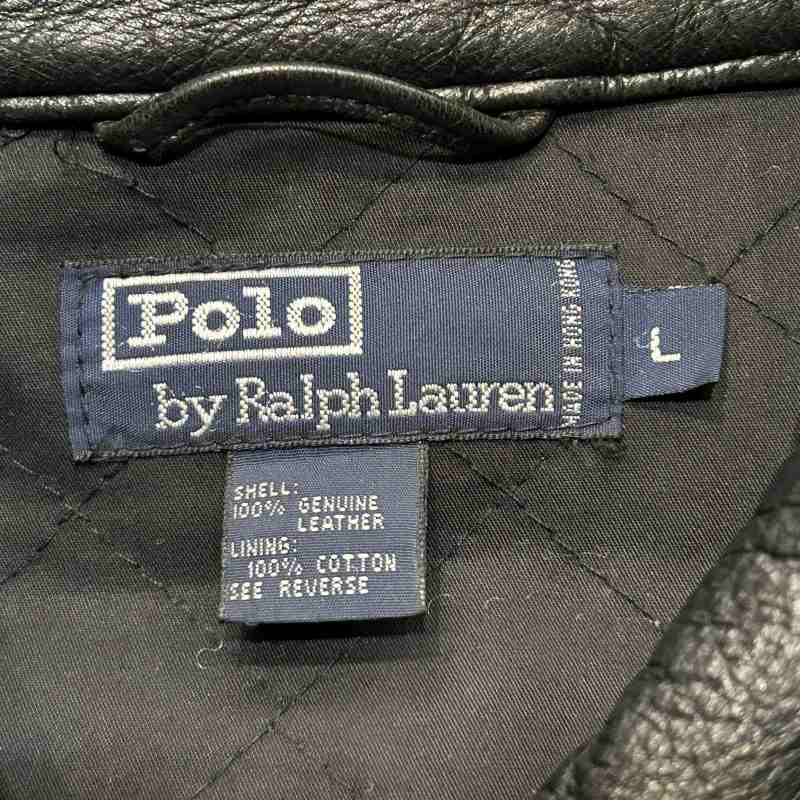 Polo
by Ralph Lauren
MADE IN HONG KONG
L
SHELL:
100% GENUINE
LEATHER
LINING:
100% COTTON
SEE REVERSE